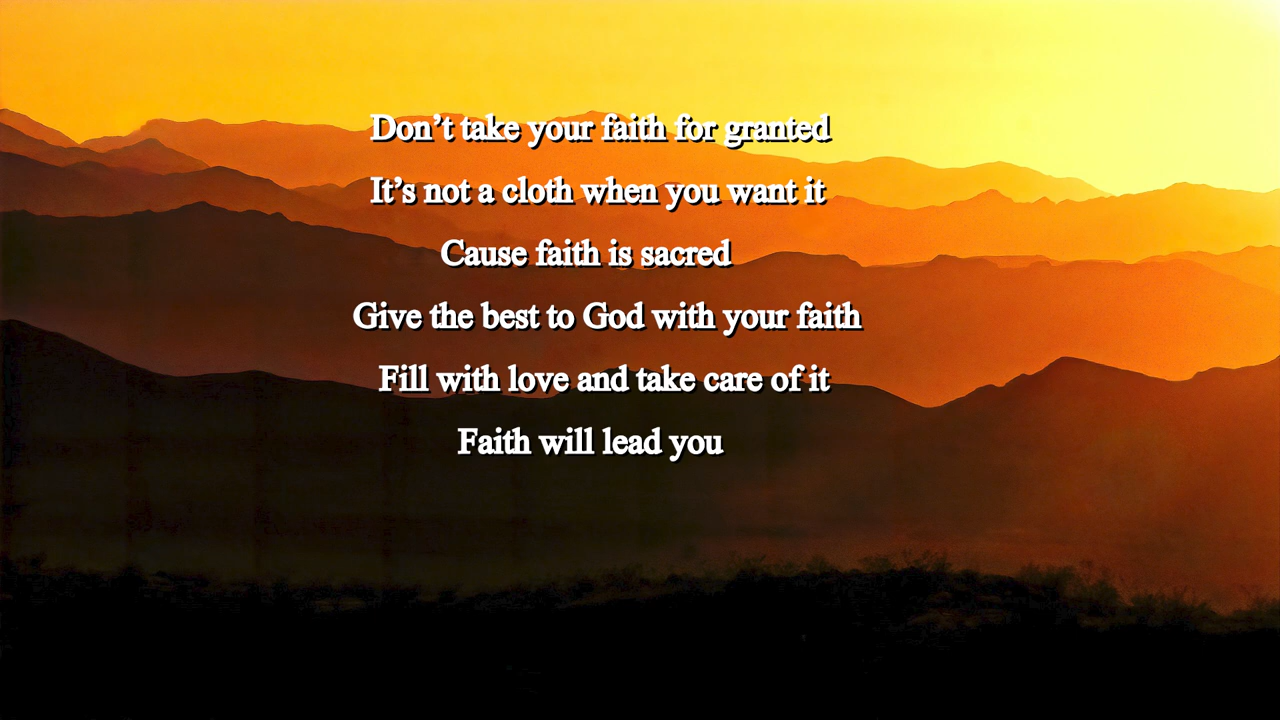 Don’t take your faith for granted
It’s not a cloth when you want it
Cause faith is sacred
Give the best to God with your faith
Fill with love and take care of it
Faith will lead you